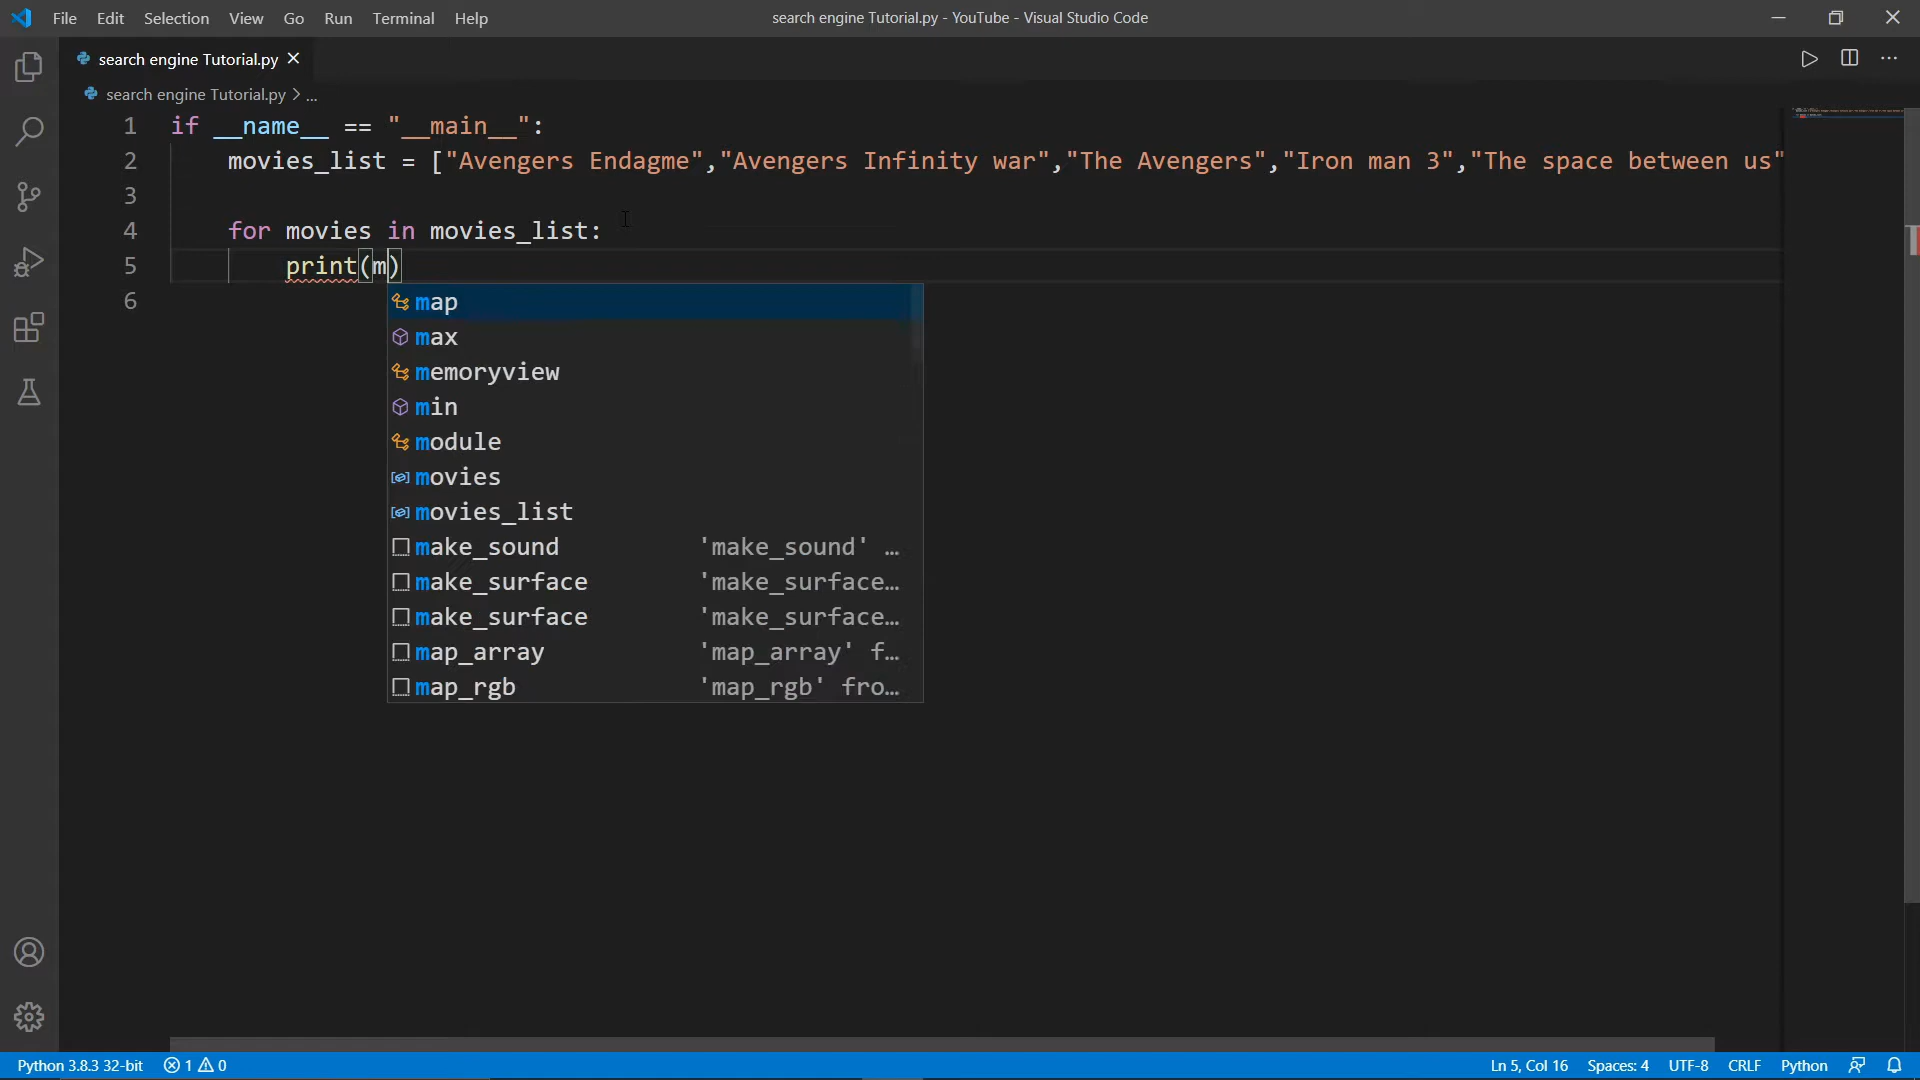 File Edit Selection View Go Run Terminal Help
search engine Tutorial.py - YouTube - Visual Studio Code
search engine Tutorial.py
search engine Tutorial.py > ...
1 if __name__ == "__main__":
2 movies_list = ["Avengers Endagme","Avengers Infinity war","The Avengers","Iron man 3","The space between us"
3
4 for movies in movies_list:
5 print(m)
6
map
max
memoryview
min
module
movies
movies_list
make_sound 'make_sound' …
make_surface 'make_surface…
make_surface 'make_surface…
map_array 'map_array' f…
map_rgb 'map_rgb' fro…
Python 3.8.3 32-bit 1 0 Ln 5, Col 16 Spaces: 4 UTF-8 CRLF Python